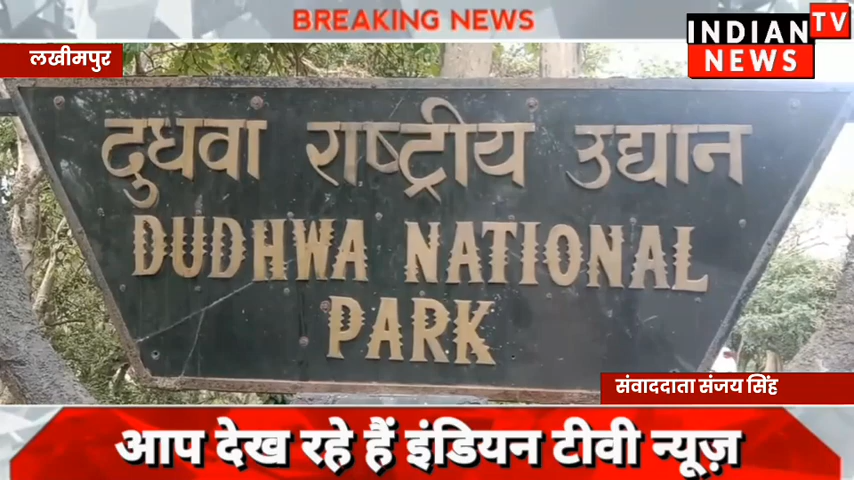 BREAKING NEWS
INDIAN TV
NEWS
लखीमपुर
दुधवा राष्ट्रीय उद्यान
DUDHWA NATIONAL
PARK
संवाददाता संजय सिंह
आप देख रहे हैं इंडियन टीवी न्यूज़